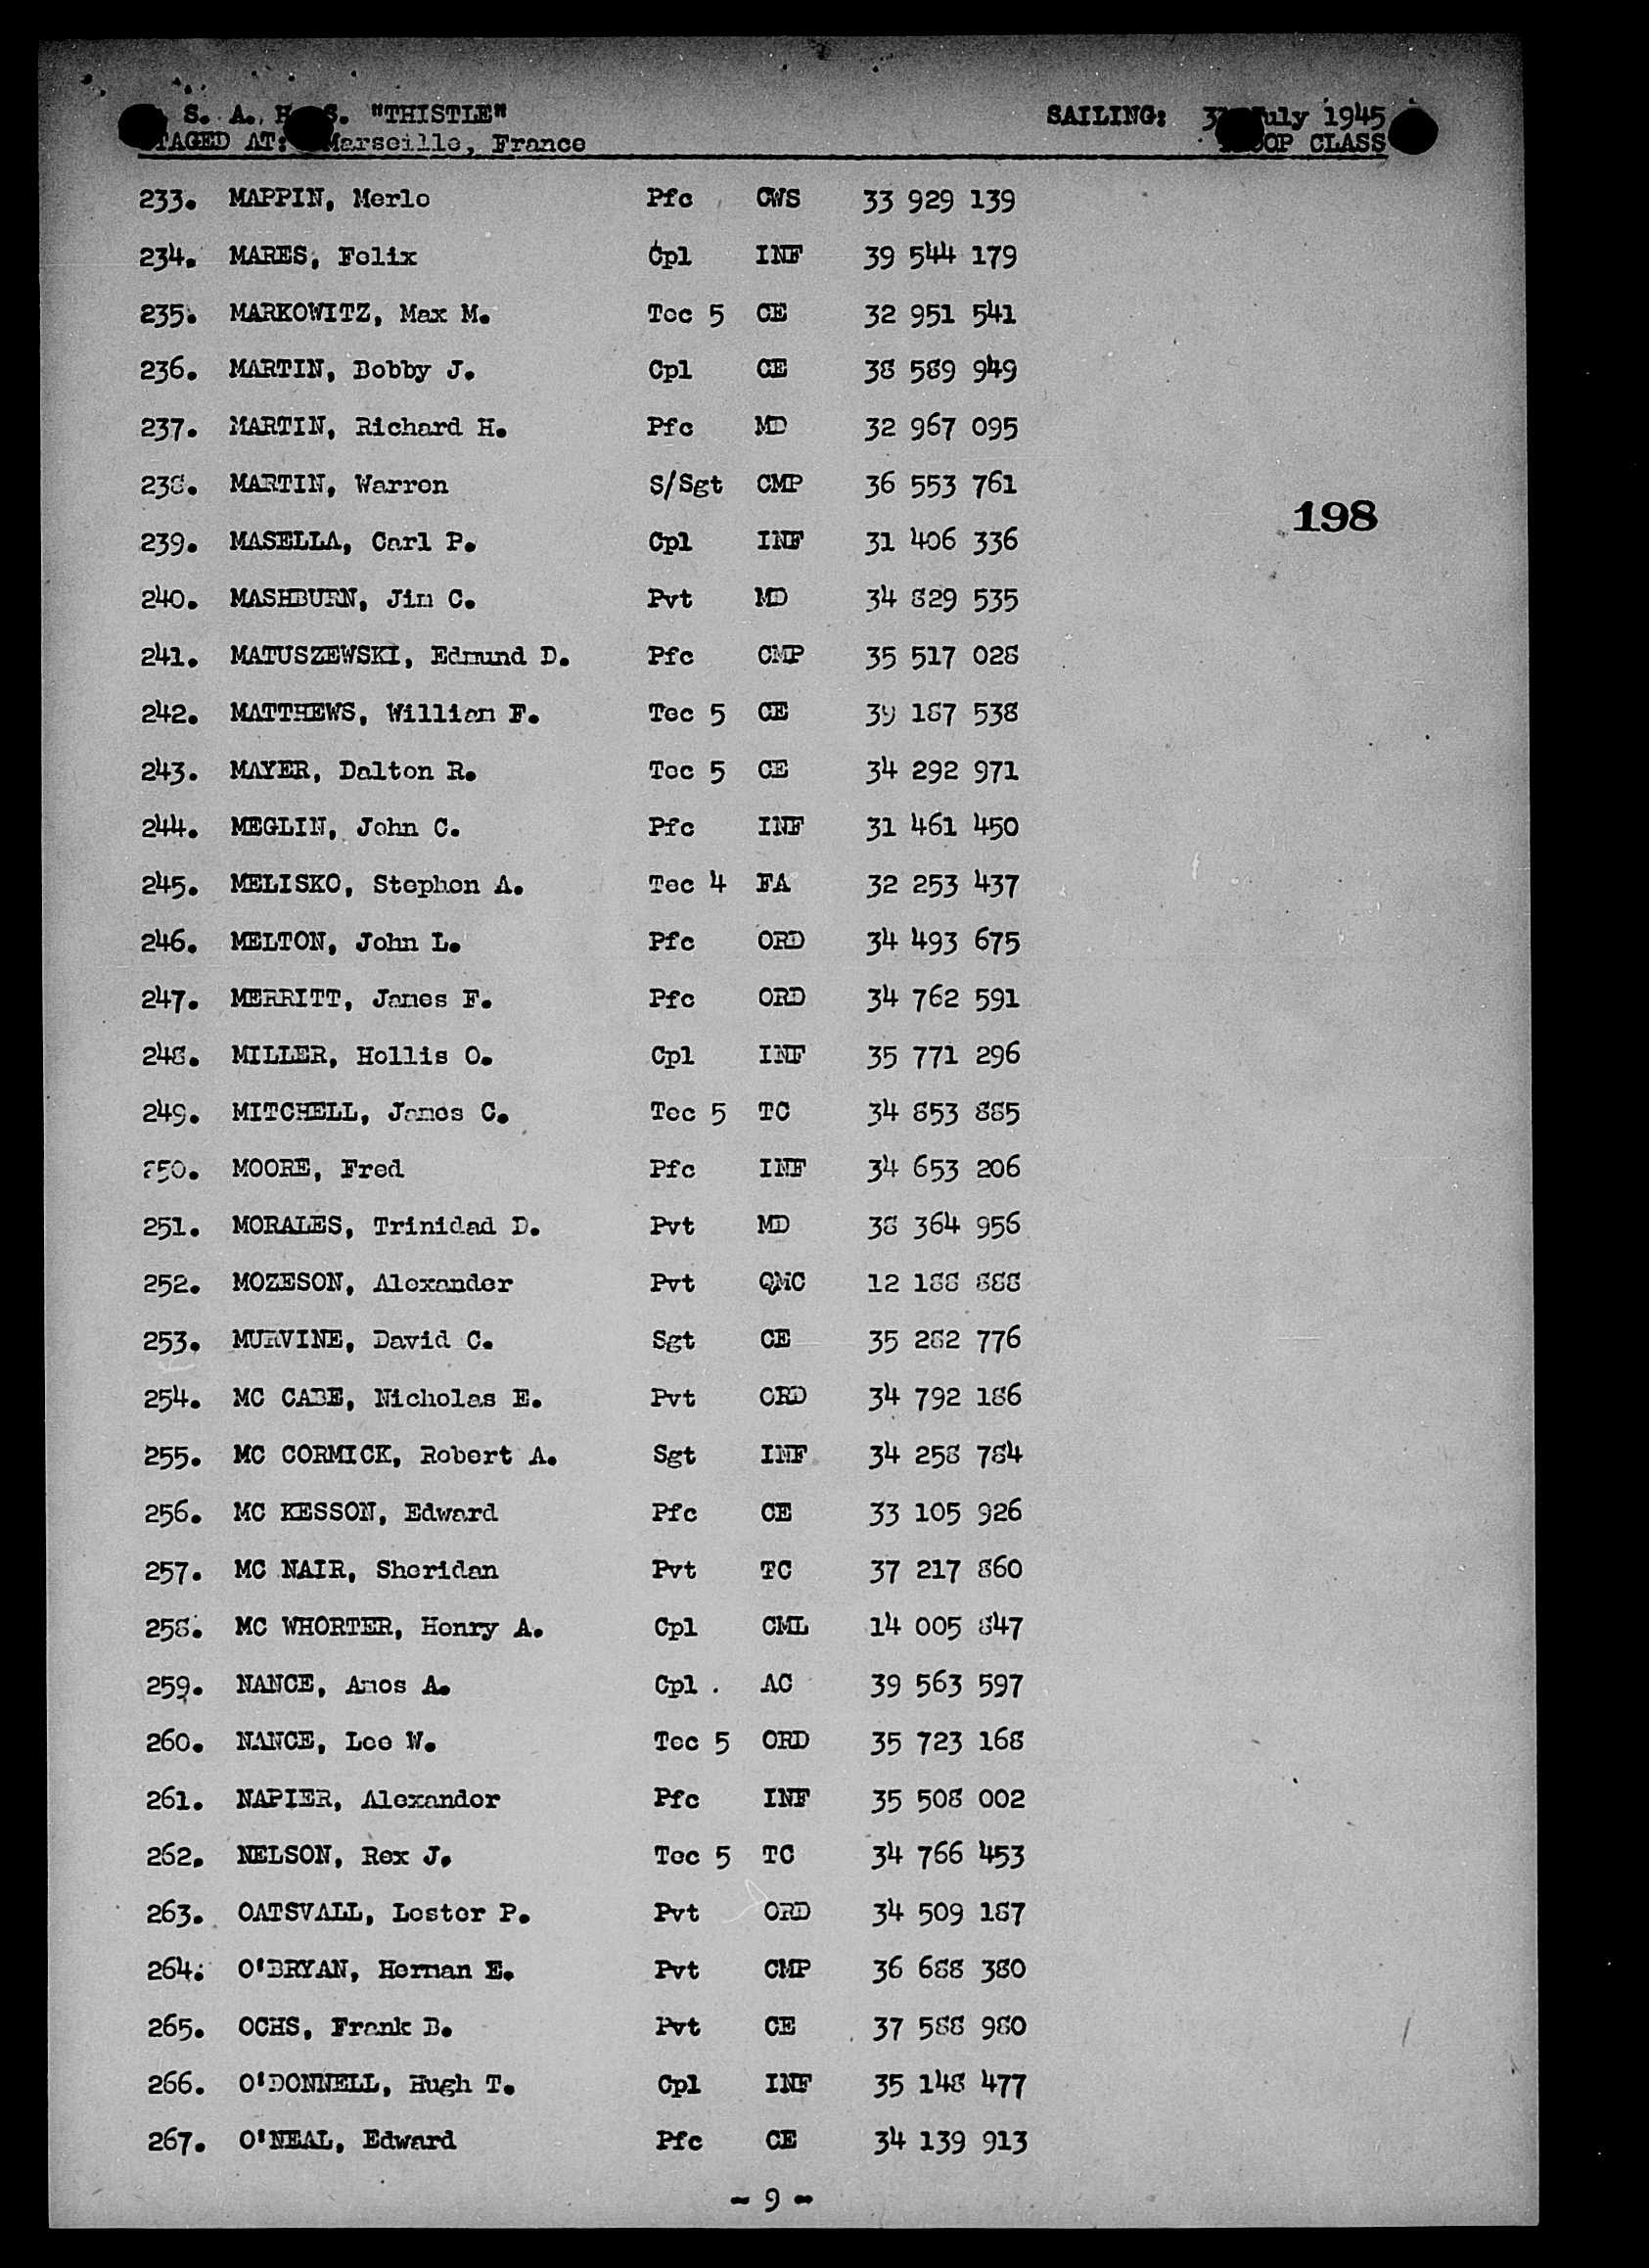 S. A. H. S. "THISTLE" SAILING: July 1945
STAGED AT: Marseille, France TROOP CLASS
233. MAPPIN, Merle Pfc CWS 33 929 139
234. MARES, Felix Cpl INF 39 544 179
235. MARKOWITZ, Max M. Tec 5 CE 32 951 541
236. MARTIN, Bobby J. Cpl CE 38 589 949
237. MARTIN, Richard H. Pfc MD 32 967 095
238. MARTIN, Warren S/Sgt CMP 36 553 761
198
239. MASELLA, Carl P. Cpl INF 31 406 336
240. MASHBURN, Jim C. Pvt MD 34 829 535
241. MATUSZEWSKI, Edmund D. Pfc CMP 35 517 028
242. MATTHEWS, William F. Tec 5 CE 39 187 538
243. MAYER, Dalton R. Tec 5 CE 34 292 971
244. MEGLIN, John C. Pfc INF 31 461 450
245. MELISKO, Stephen A. Tec 4 FA 32 253 437
246. MELTON, John L. Pfc ORD 34 493 675
247. MERRITT, James F. Pfc ORD 34 762 591
248. MILLER, Hollis O. Cpl INF 35 771 296
249. MITCHELL, James C. Tec 5 TC 34 853 885
250. MOORE, Fred Pfc INF 34 653 206
251. MORALES, Trinidad D. Pvt MD 38 364 956
252. MOZESON, Alexander Pvt QMC 12 188 888
253. MURVINE, David C. Sgt CE 35 282 776
254. MC CABE, Nicholas E. Pvt ORD 34 792 186
255. MC CORMICK, Robert A. Sgt INF 34 258 784
256. MC KESSON, Edward Pfc CE 33 105 926
257. MC NAIR, Sheridan Pvt TC 37 217 860
258. MC WHORTER, Henry A. Cpl CML 14 005 847
259. NANCE, Amos A. Cpl . AC 39 563 597
260. NANCE, Lee W. Tec 5 ORD 35 723 168
261. NAPIER, Alexander Pfc INF 35 508 002
262. NELSON, Rex J. Tec 5 TC 34 766 453
263. OATSVALL, Lester P. Pvt ORD 34 509 187
264. O'BRYAN, Herman E. Pvt CMP 36 688 380
265. OCHS, Frank B. Pvt CE 37 588 980
266. O'DONNELL, Hugh T. Cpl INF 35 148 477
267. O'NEAL, Edward Pfc CE 34 139 913
- 9 -